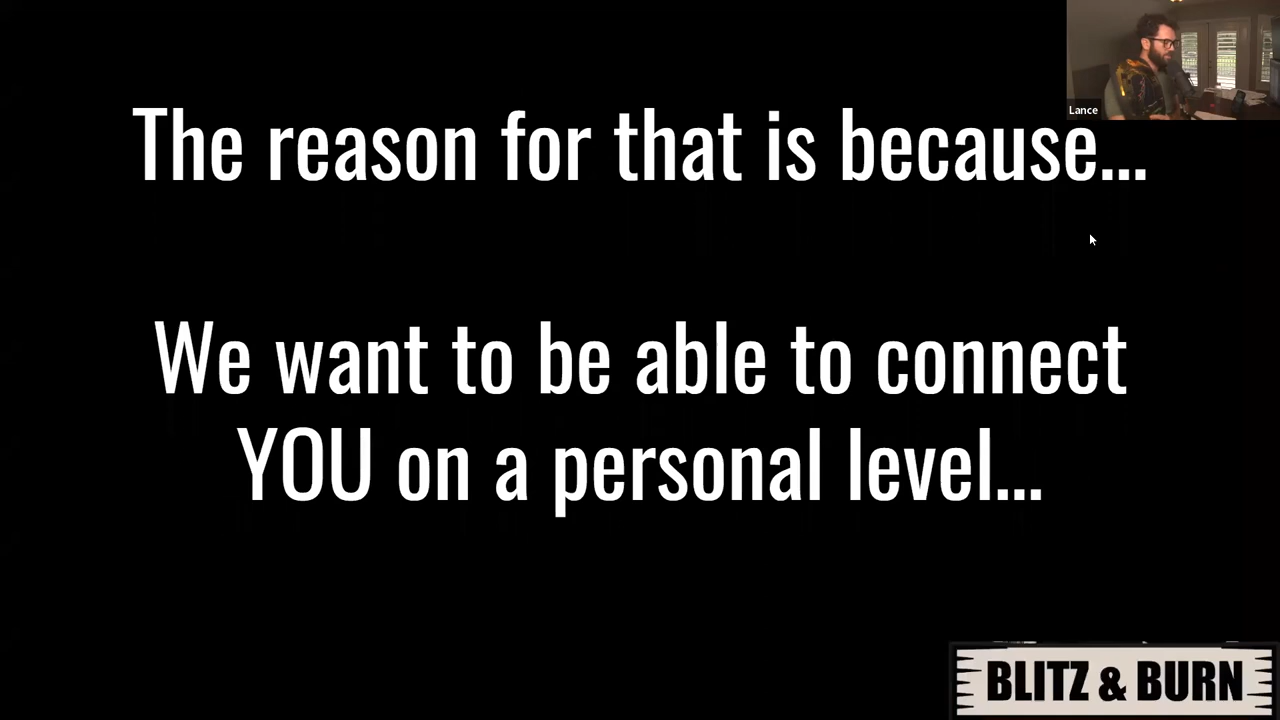 Lance
The reason for that is because...
We want to be able to connect
YOU on a personal level...
BLITZ & BURN